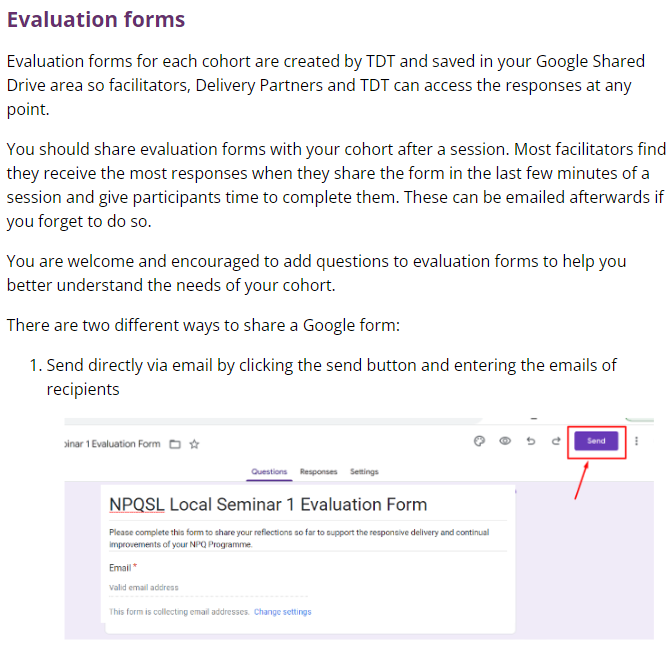 Evaluation forms
Evaluation forms for each cohort are created by TDT and saved in your Google Shared
Drive area so facilitators, Delivery Partners and TDT can access the responses at any
point.
You should share evaluation forms with your cohort after a session. Most facilitators find
they receive the most responses when they share the form in the last few minutes of a
session and give participants time to complete them. These can be emailed afterwards if
you forget to do so.
You are welcome and encouraged to add questions to evaluation forms to help you
better understand the needs of your cohort.
There are two different ways to share a Google form:
1. Send directly via email by clicking the send button and entering the emails of
recipients
inar 1 Evaluation Form
Send
Questions Responses Settings
NPQSL Local Seminar 1 Evaluation Form
Please complete this form to share your reflections so far to support the responsive delivery and continual
improvements of your NPQ Programme.
Email *
Valid email address
This form is collecting email addresses. Change settings